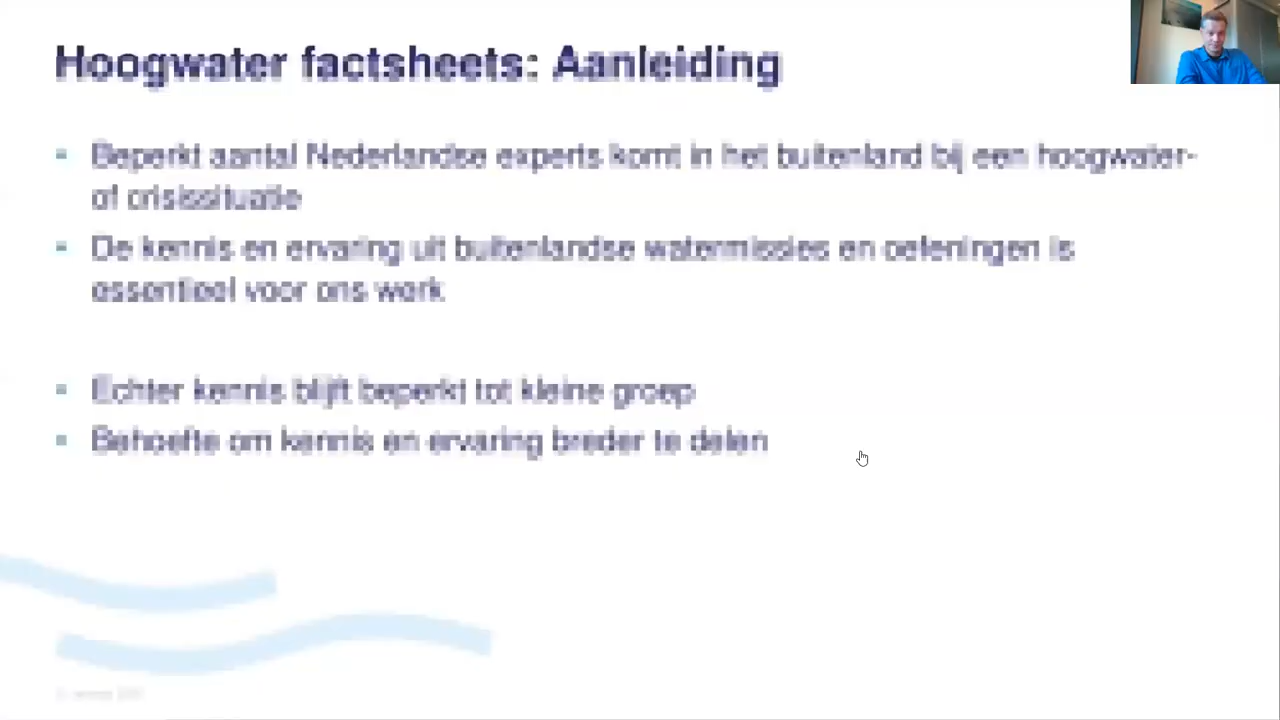 Hoogwater factsheets: Aanleiding
Beperkt aantal Nederlandse experts komt in het buitenland bij een hoogwater-
of crisissituatie
De kennis en ervaring uit buitenlandse watermissies en oefeningen is
essentieel voor ons werk
Echter kennis blijft beperkt tot kleine groep
Behoefte om kennis en ervaring breder te delen